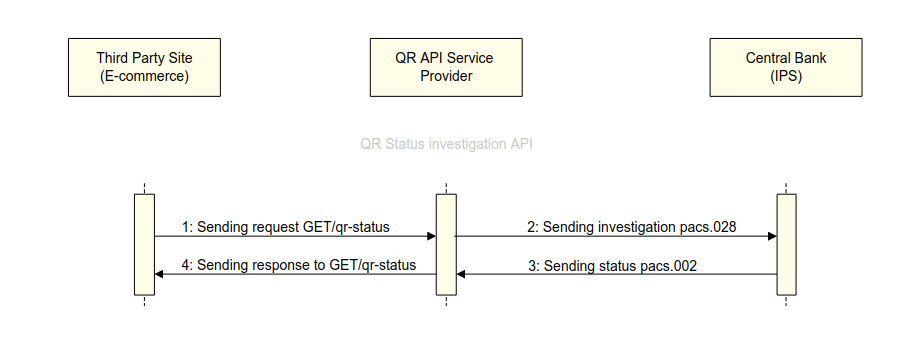 Third Party Site
(E-commerce)
QR API Service
Provider
Central Bank
(IPS)
QR Status investigation API
1: Sending request GET/qr-status
2: Sending investigation pacs.028
4: Sending response to GET/qr-status
3: Sending status pacs.002